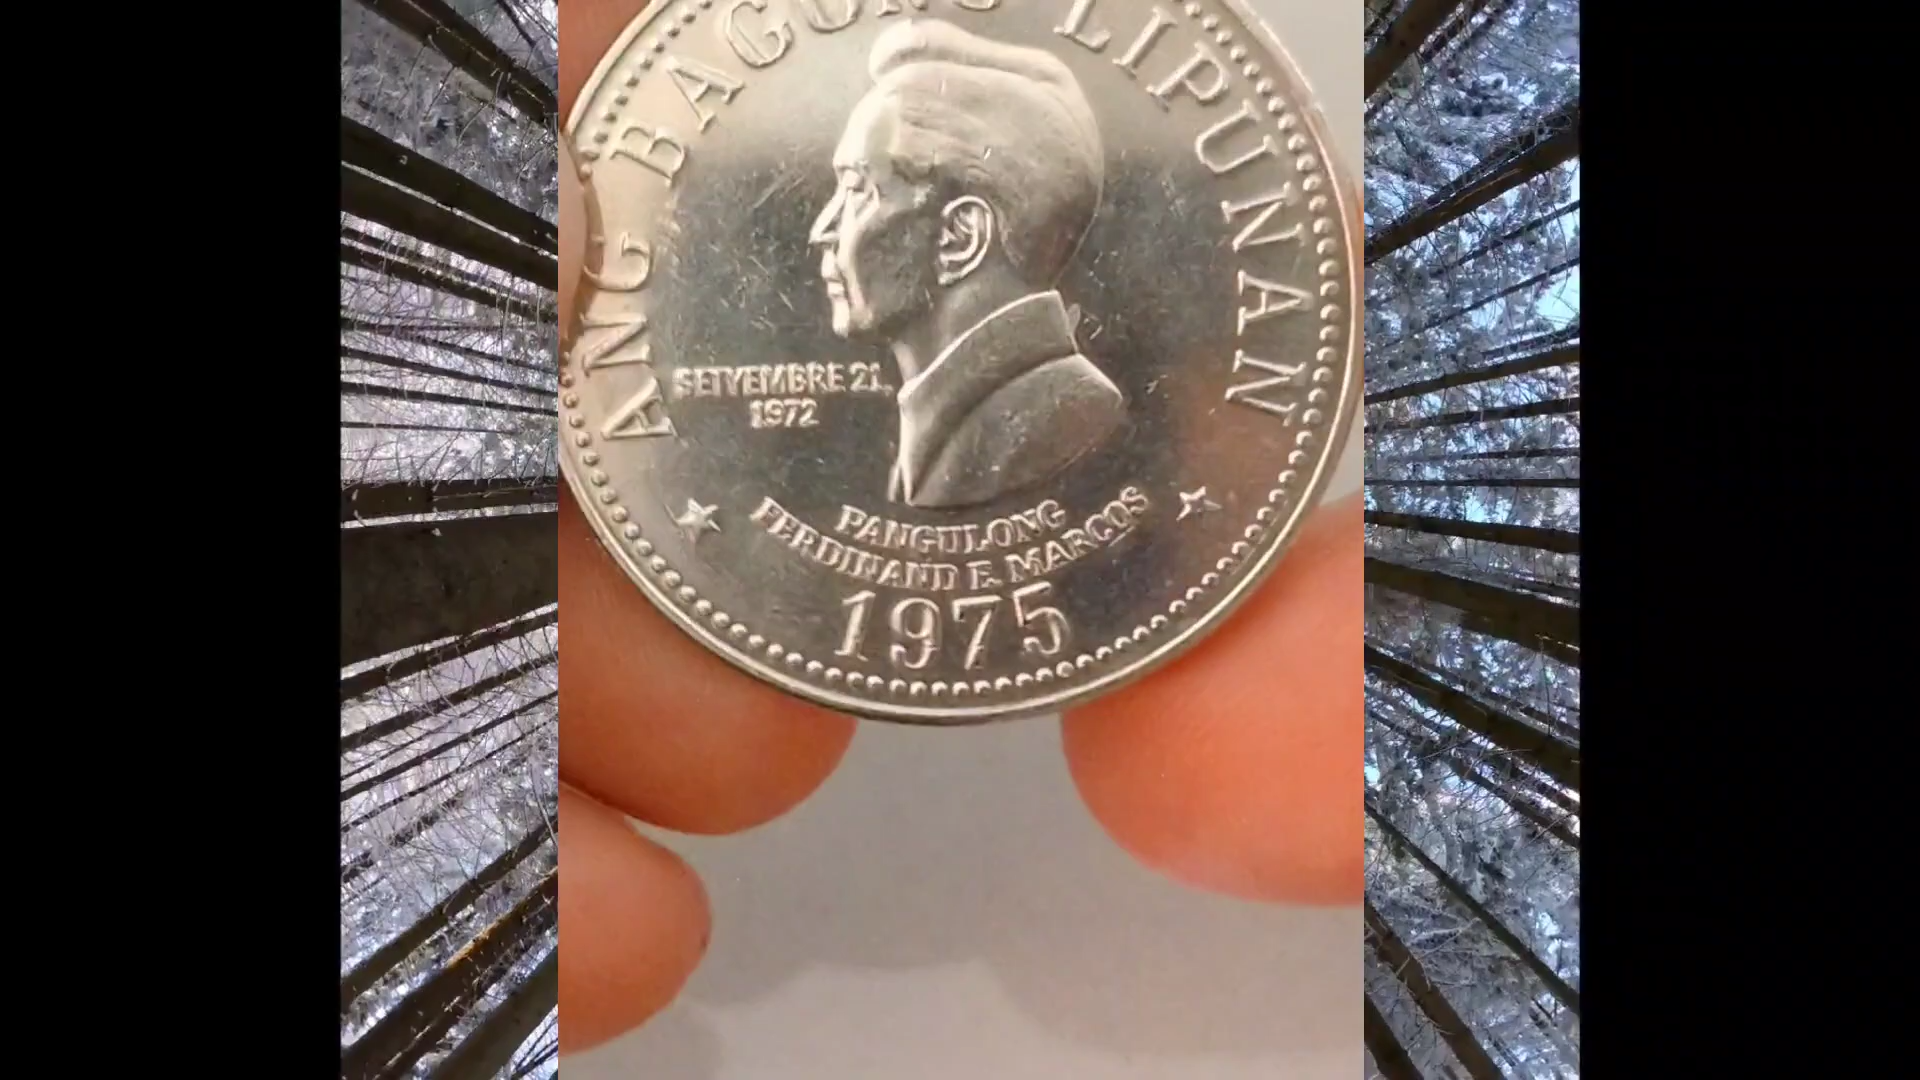 ANG BAGONG LIPUNAN
SETYEMBRE 21,
1972
PANGULONG
FERDINAND E. MARCOS
1975